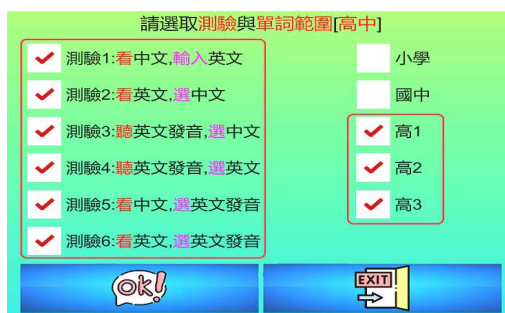 請選取測驗與單詞範圍[高中]
測驗1:看中文,輸入英文
測驗2:看英文,選中文
測驗3:聽英文發音,選中文
測驗4:聽英文發音,選英文
測驗5:看中文,選英文發音
測驗6:看英文,選英文發音
小學
國中
高1
高2
高3
OK!
EXIT